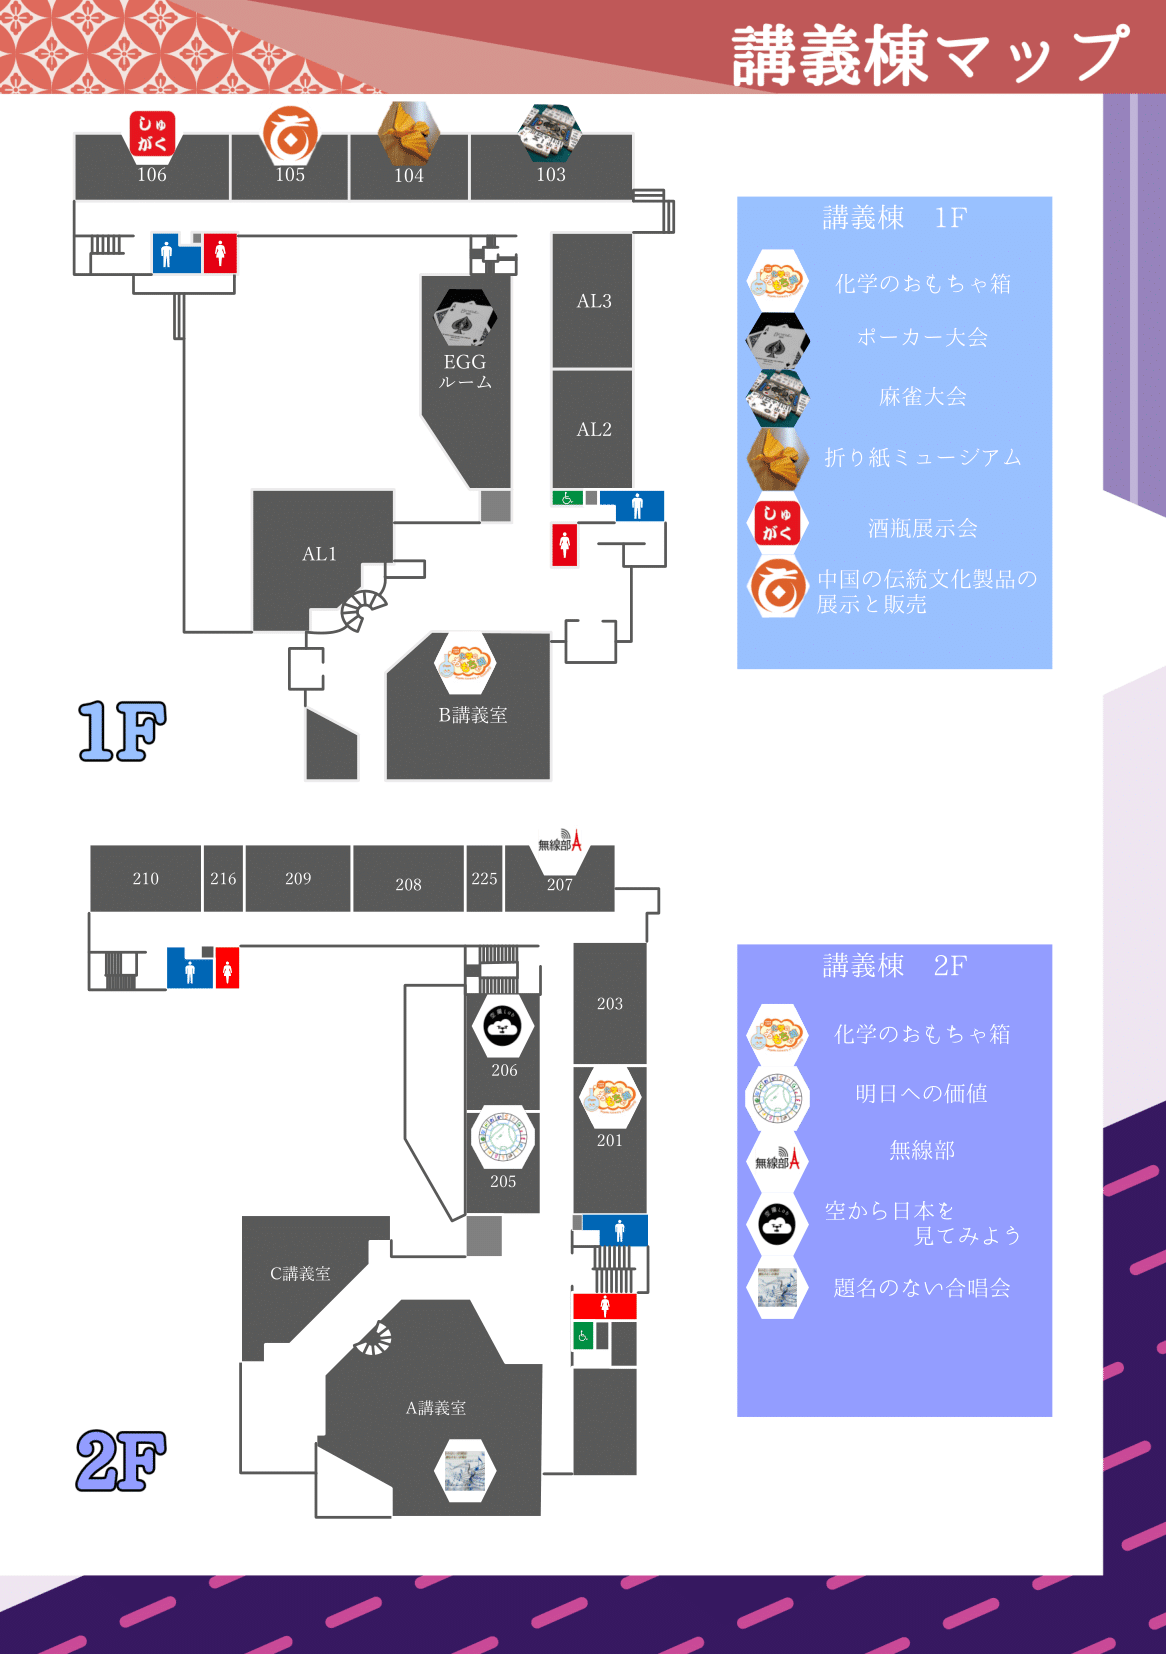 講義棟マップ
しゅがく
106
105
104
103
EGG
ルーム
AL3
AL2
AL1
B講義室
1F
講義棟 1F
化学のおもちゃ箱
ポーカー大会
麻雀大会
折り紙ミュージアム
しゅがく
酒瓶展示会
中国の伝統文化製品の
展示と販売
無線部
210
216
209
208
225
207
203
206
201
205
C講義室
A講義室
2F
講義棟 2F
化学のおもちゃ箱
明日への価値
無線部
無線部
空から日本を
見てみよう
題名のない合唱会